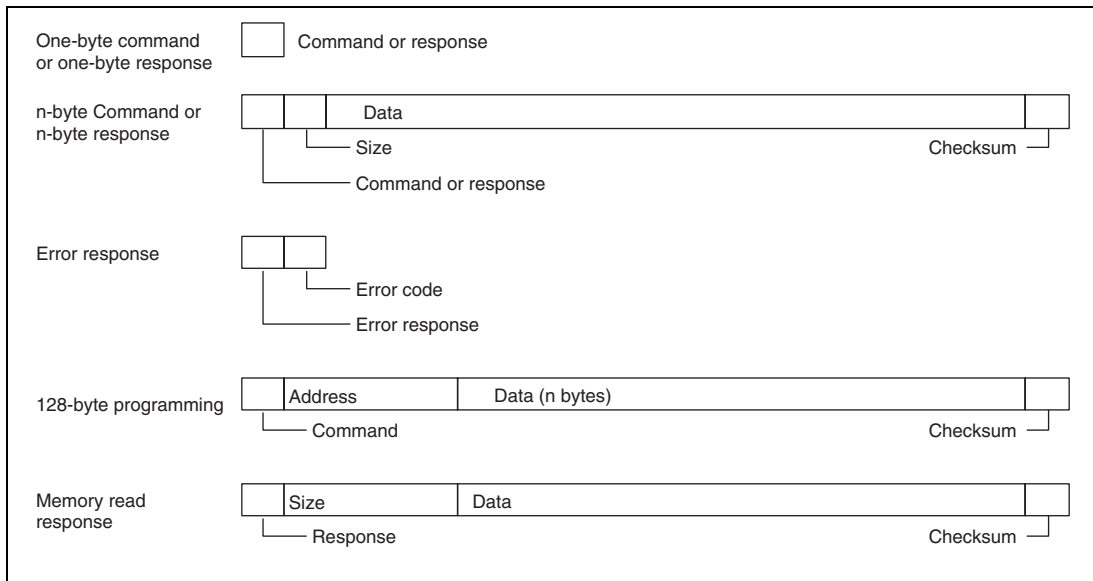 One-byte command
or one-byte response
Command or response
n-byte Command or
n-byte response
Data
Size
Checksum
Command or response
Error response
Error code
Error response
128-byte programming
Address
Data (n bytes)
Command
Checksum
Memory read
response
Size
Data
Response
Checksum